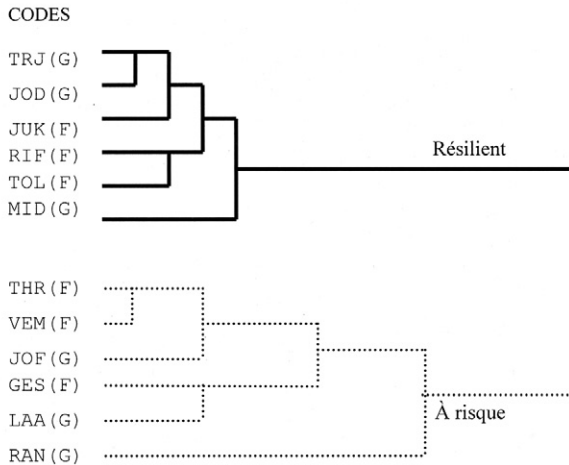 CODES
TRJ(G)
JOD(G)
JUK(F)
RIF(F)
TOL(F)
MID(G)
Résilient
THR(F)
VEM(F)
JOF(G)
GES(F)
LAA(G)
À risque
RAN(G)